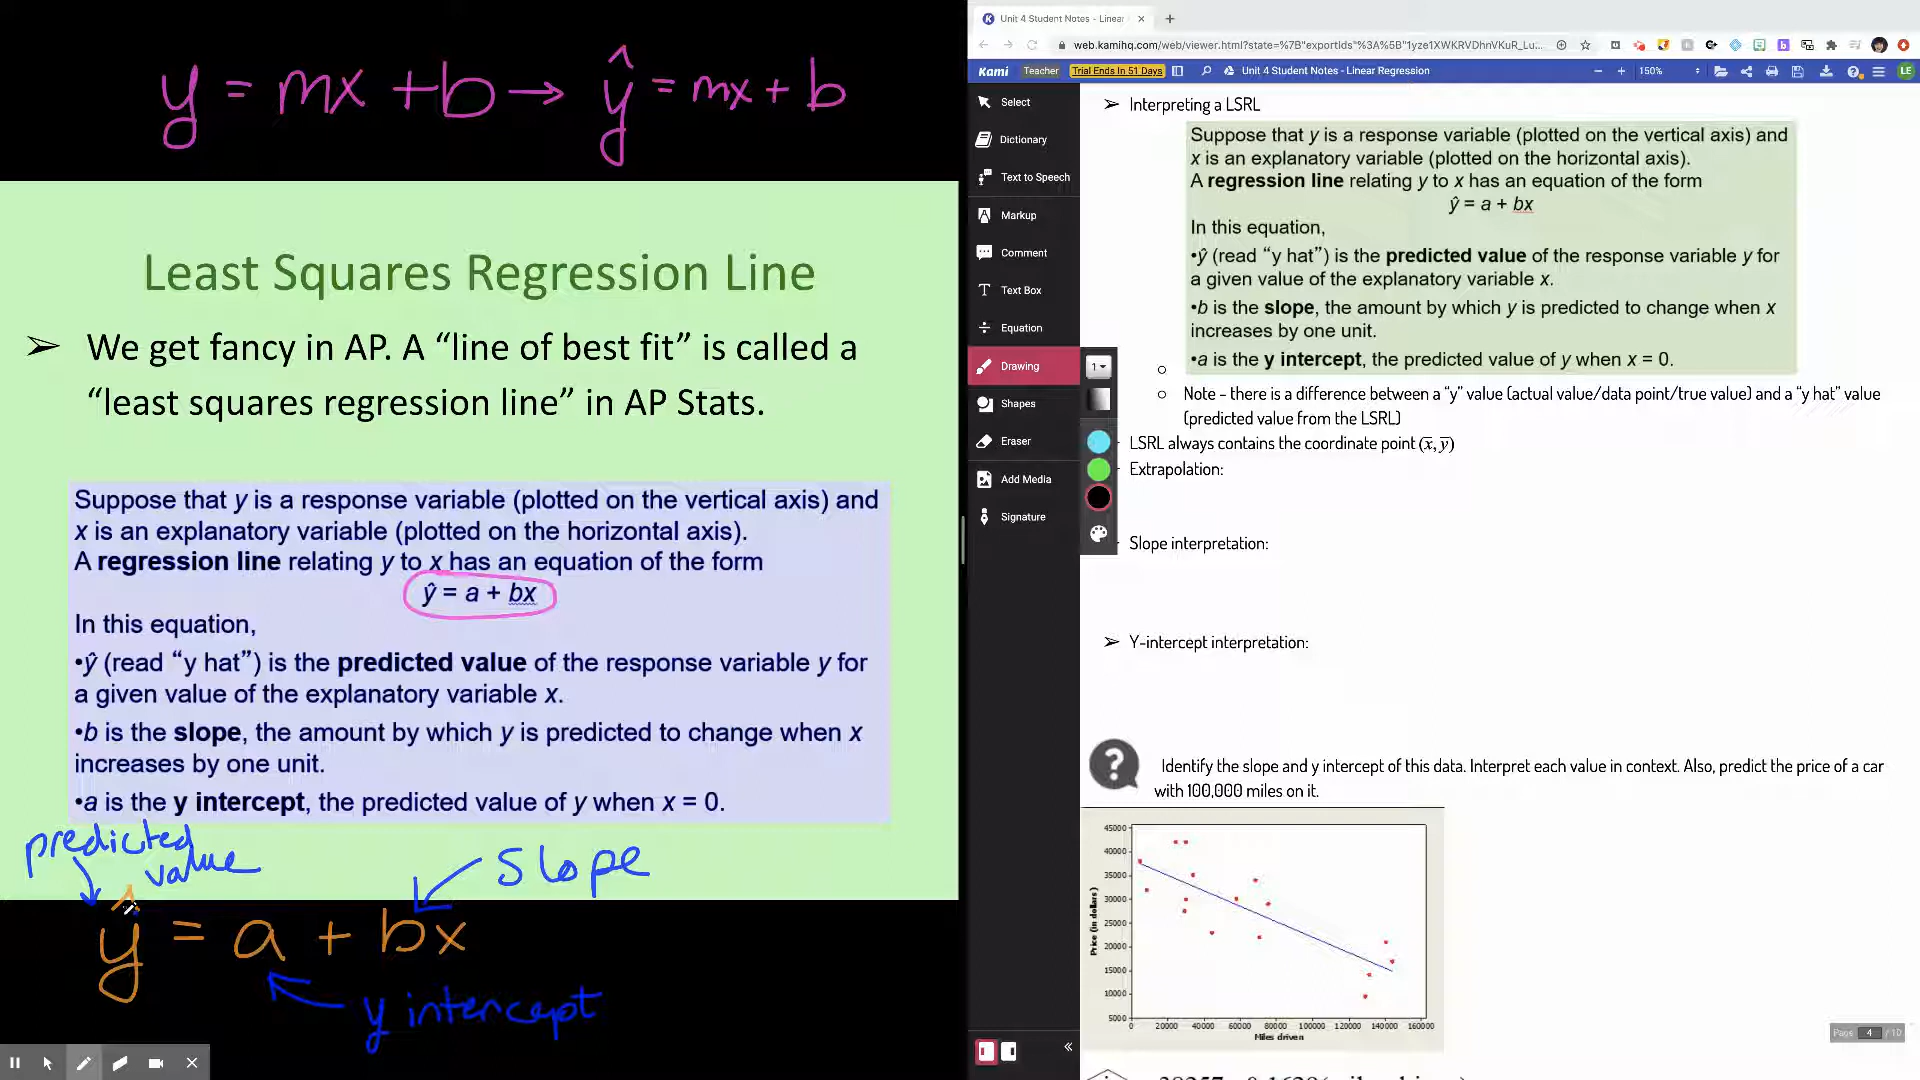 y = mx + b → ŷ = mx + b
Least Squares Regression Line
➢ We get fancy in AP. A “line of best fit” is called a
“least squares regression line” in AP Stats.
Suppose that y is a response variable (plotted on the vertical axis) and
x is an explanatory variable (plotted on the horizontal axis).
A regression line relating y to x has an equation of the form
ŷ = a + bx
In this equation,
•ŷ (read “y hat”) is the predicted value of the response variable y for
a given value of the explanatory variable x.
•b is the slope, the amount by which y is predicted to change when x
increases by one unit.
•a is the y intercept, the predicted value of y when x = 0.
predicted
value
slope
ŷ = a + bx
y intercept
Unit 4 Student Notes - Linear
web.kamihq.com/web/viewer.html?state=%7B"exportIds"%3A%5B"1yze1XWKRVDhnVKuR_Lu...
Kami Teacher Trial Ends In 51 Days Unit 4 Student Notes - Linear Regression 150% LE
Select
Dictionary
Text to Speech
Markup
Comment
Text Box
Equation
Drawing
1
Shapes
Eraser
Add Media
Signature
➢ Interpreting a LSRL
Suppose that y is a response variable (plotted on the vertical axis) and
x is an explanatory variable (plotted on the horizontal axis).
A regression line relating y to x has an equation of the form
ŷ = a + bx
In this equation,
•ŷ (read “y hat”) is the predicted value of the response variable y for
a given value of the explanatory variable x.
•b is the slope, the amount by which y is predicted to change when x
increases by one unit.
•a is the y intercept, the predicted value of y when x = 0.
○ Note – there is a difference between a “y” value (actual value/data point/true value) and a “y hat” value
(predicted value from the LSRL)
LSRL always contains the coordinate point (x̅, y̅)
Extrapolation:
Slope interpretation:
➢ Y-intercept interpretation:
Identify the slope and y intercept of this data. Interpret each value in context. Also, predict the price of a car
with 100,000 miles on it.
45000
40000
35000
30000
25000
20000
15000
10000
5000
Price (in dollars)
0 20000 40000 60000 80000 100000 120000 140000 160000
Miles driven
Page 4 / 10